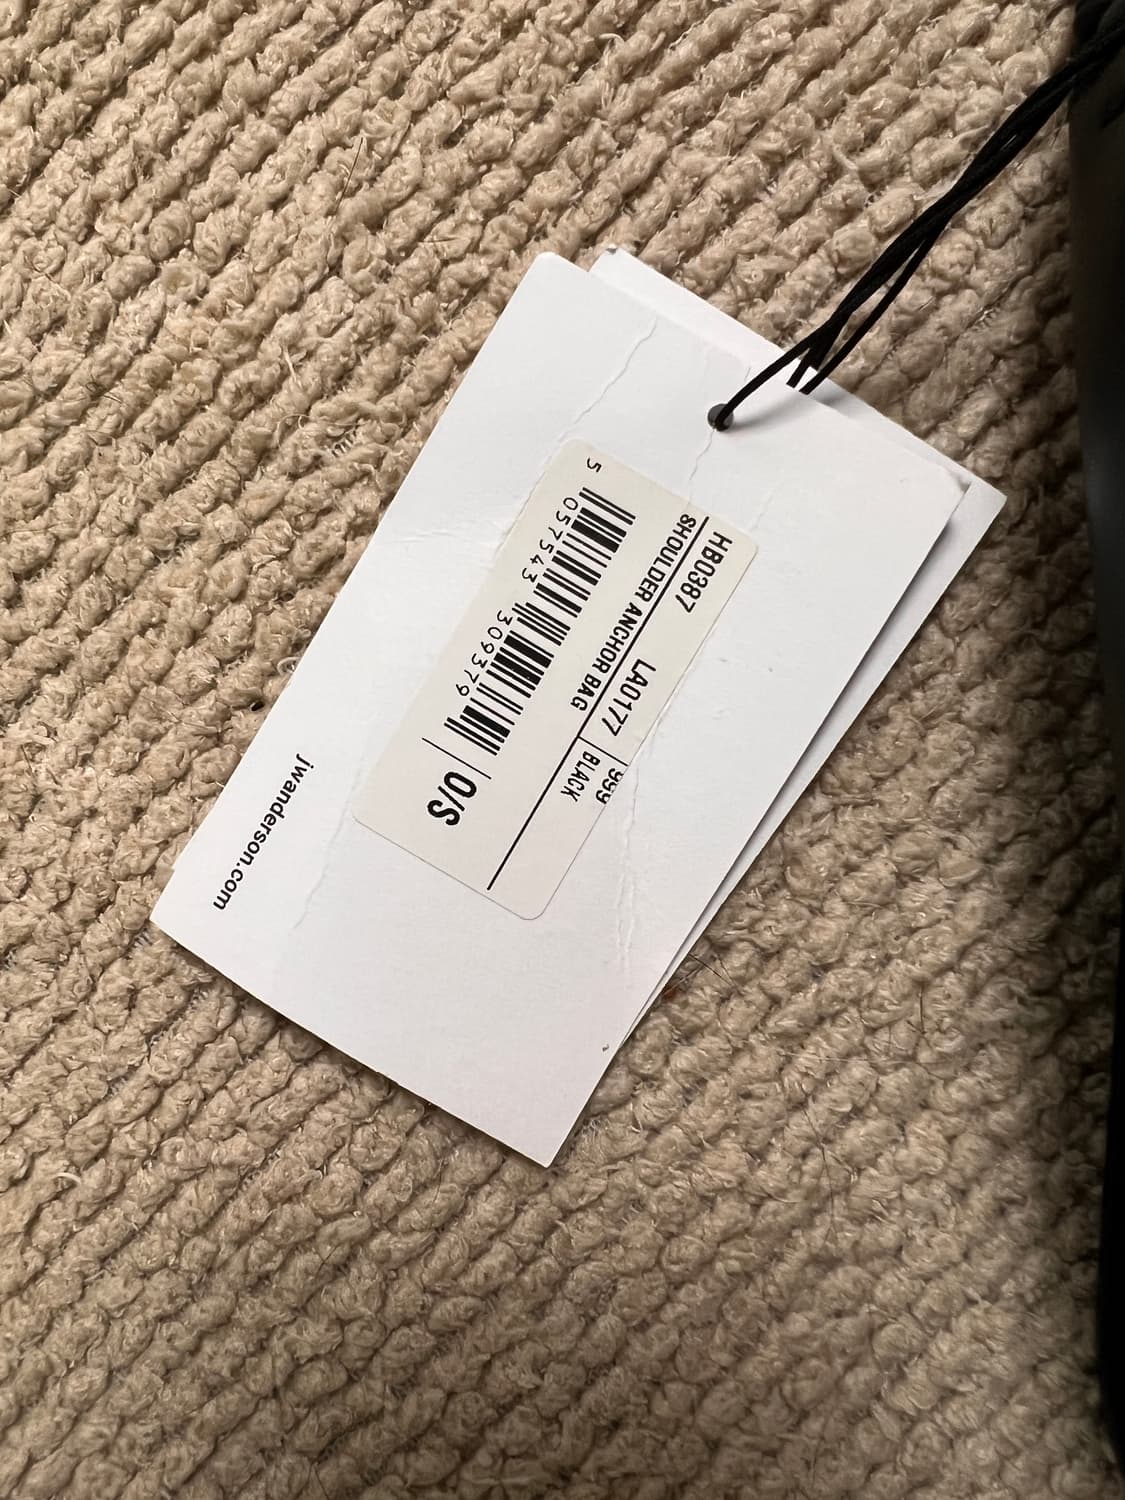 HB0387 LA0177 999
SHOULDER ANCHOR BAG BLACK
5 057543 309379
O/S
jwanderson.com